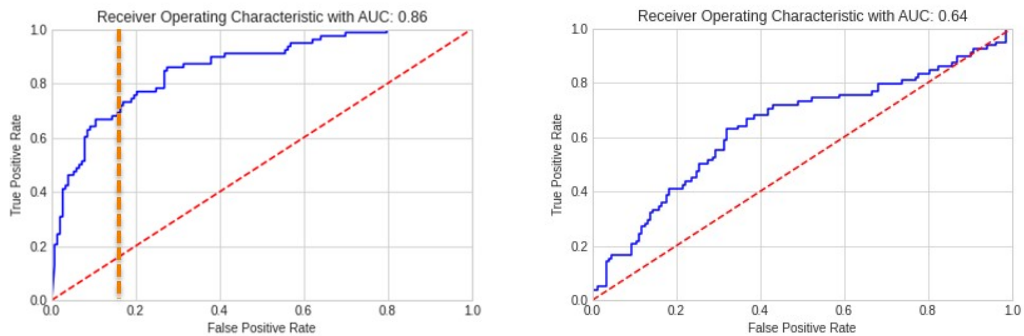 Receiver Operating Characteristic with AUC: 0.86
1.0
0.8
0.6
0.4
0.2
0.0
True Positive Rate
0.0 0.2 0.4 0.6 0.8 1.0
False Positive Rate
Receiver Operating Characteristic with AUC: 0.64
1.0
0.8
0.6
0.4
0.2
0.0
True Positive Rate
0.0 0.2 0.4 0.6 0.8 1.0
False Positive Rate